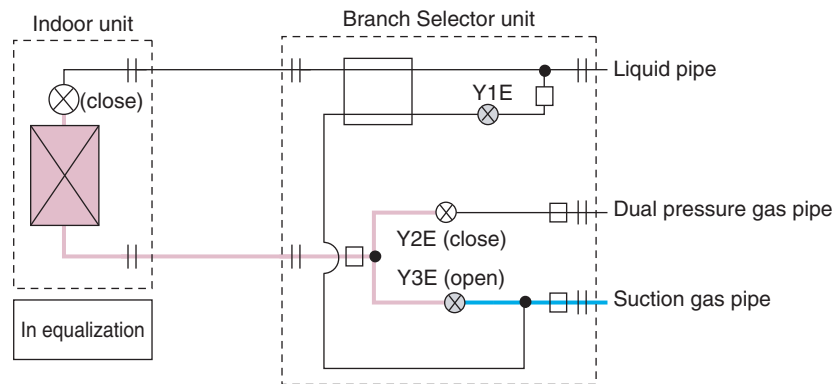 Indoor unit
Branch Selector unit
(close)
Y1E
Liquid pipe
Y2E (close)
Dual pressure gas pipe
Y3E (open)
Suction gas pipe
In equalization